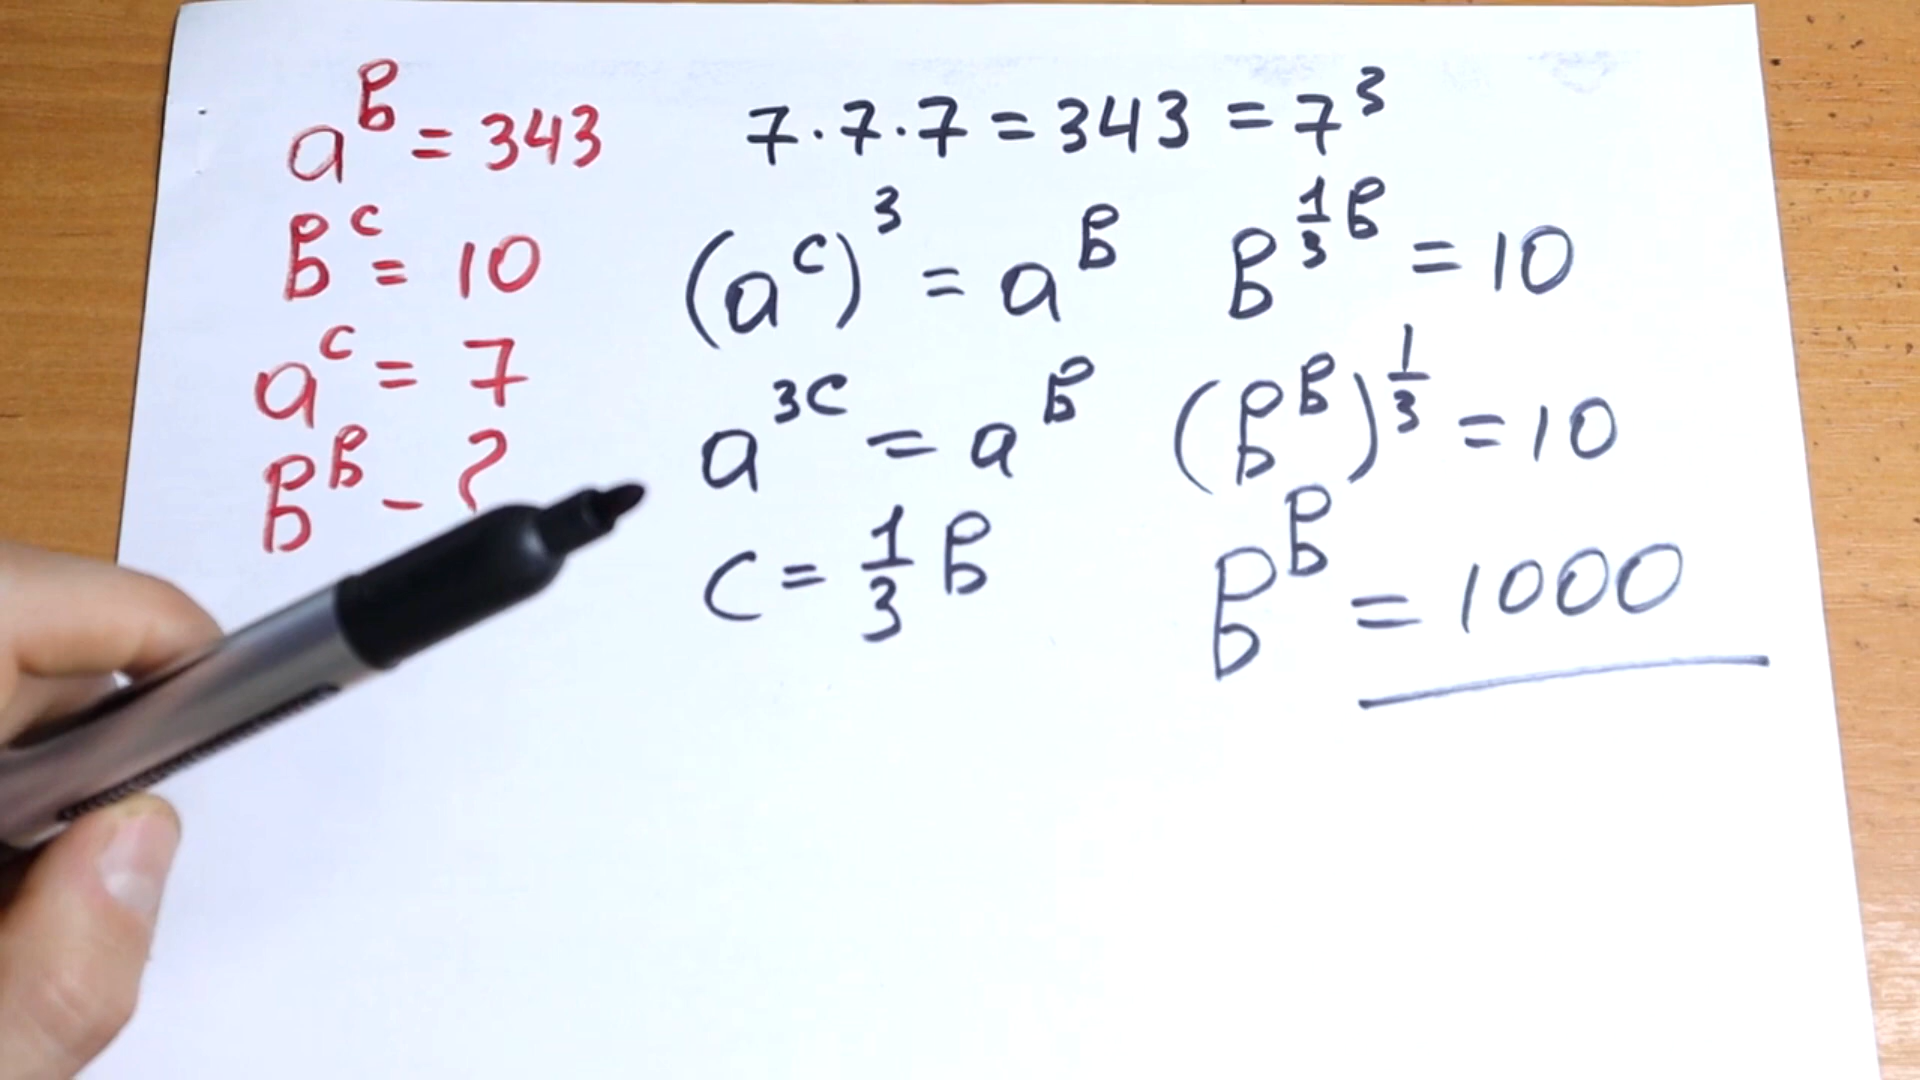 a^B = 343
B^c = 10
a^c = 7
B^B - ?
7·7·7 = 343 = 7^3
(a^c)^3 = a^B
a^3c = a^B
c = 1/3 B
B^(1/3 B) = 10
(B^B)^(1/3) = 10
B^B = 1000